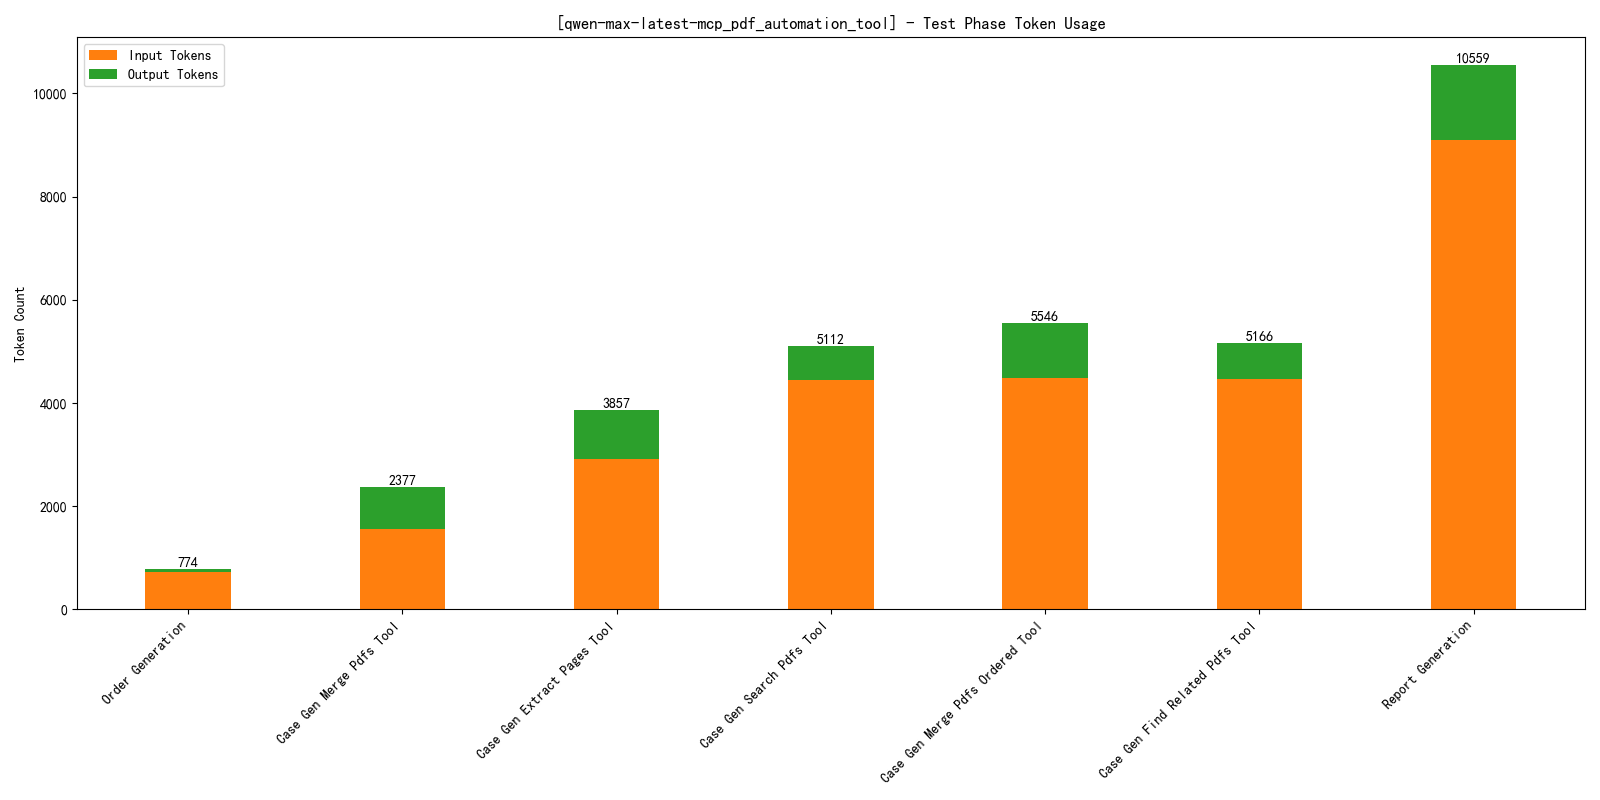 [qwen-max-latest-mcp_pdf_automation_tool] - Test Phase Token Usage
Input Tokens
Output Tokens
Token Count
10000
8000
6000
4000
2000
0
774
2377
3857
5112
5546
5166
10559
Order Generation
Case Gen Merge Pdfs Tool
Case Gen Extract Pages Tool
Case Gen Search Pdfs Tool
Case Gen Merge Pdfs Ordered Tool
Case Gen Find Related Pdfs Tool
Report Generation